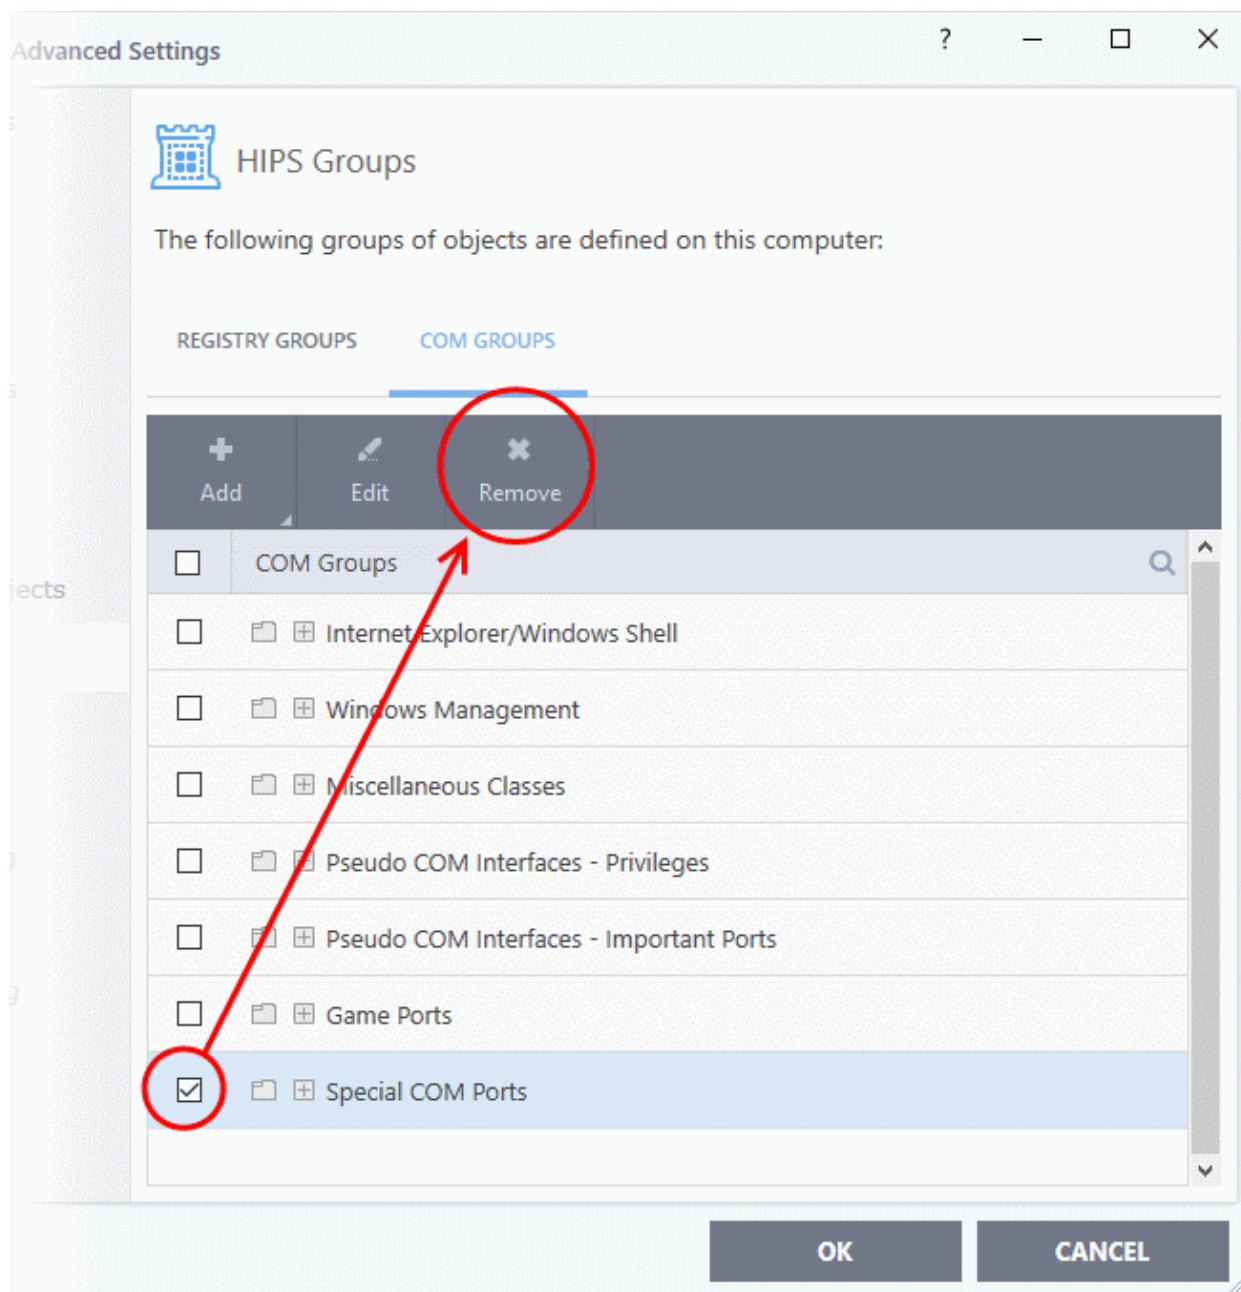 Advanced Settings
?
HIPS Groups
The following groups of objects are defined on this computer:
REGISTRY GROUPS COM GROUPS
Add Edit Remove
COM Groups
Internet Explorer/Windows Shell
jects
Windows Management
Miscellaneous Classes
Pseudo COM Interfaces - Privileges
Pseudo COM Interfaces - Important Ports
Game Ports
Special COM Ports
OK CANCEL